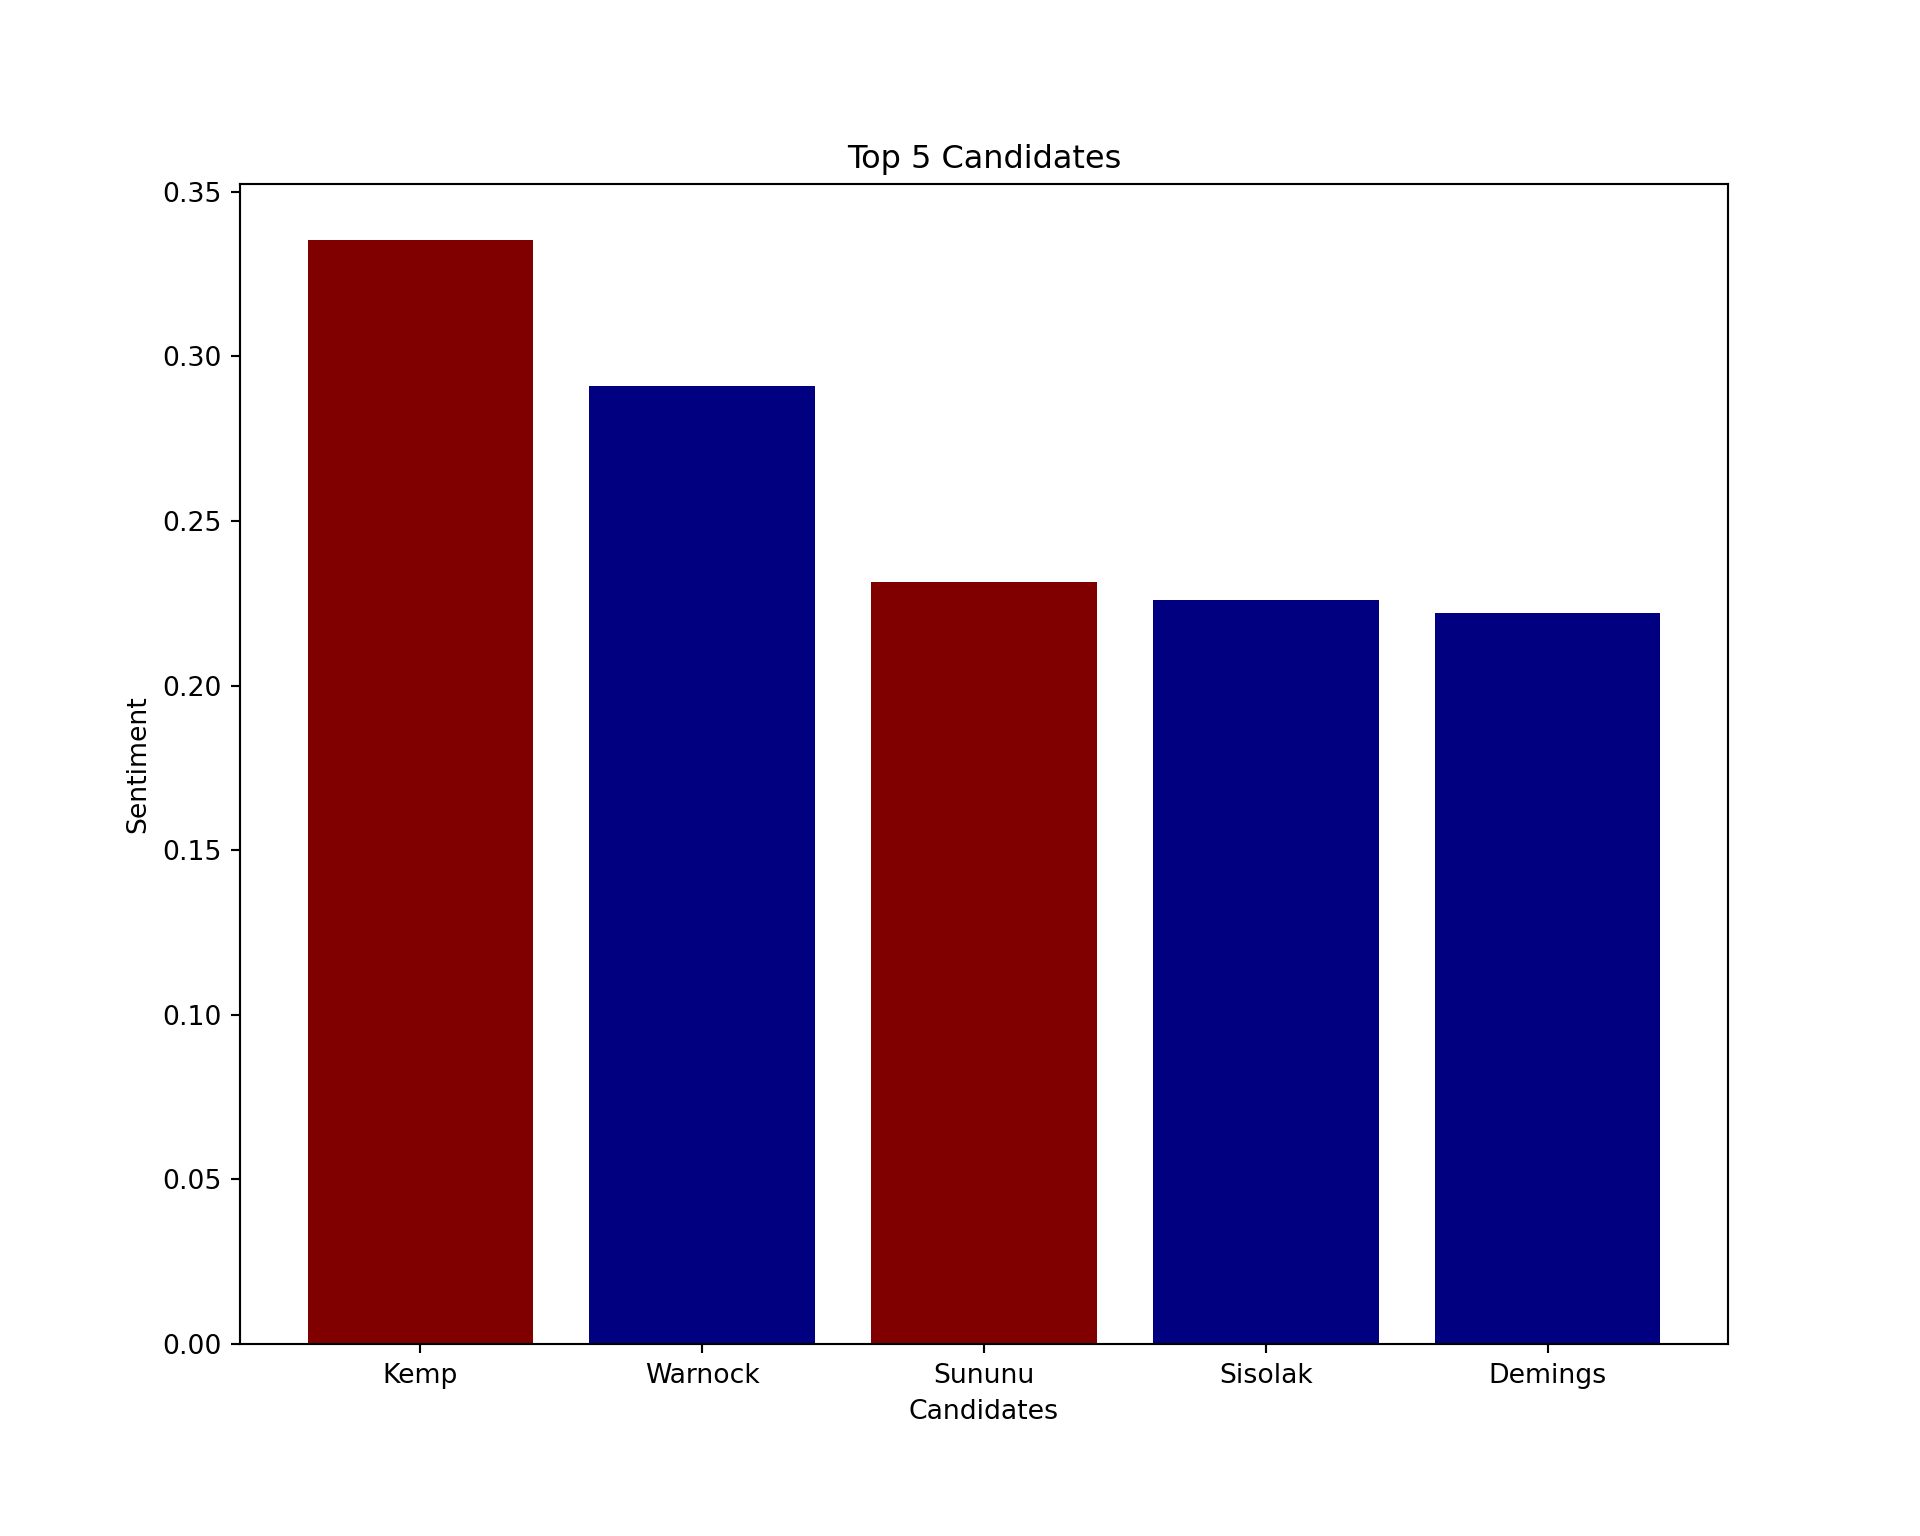 Top 5 Candidates
0.35
0.30
0.25
0.20
0.15
0.10
0.05
0.00
Sentiment
Kemp Warnock Sununu Sisolak Demings
Candidates